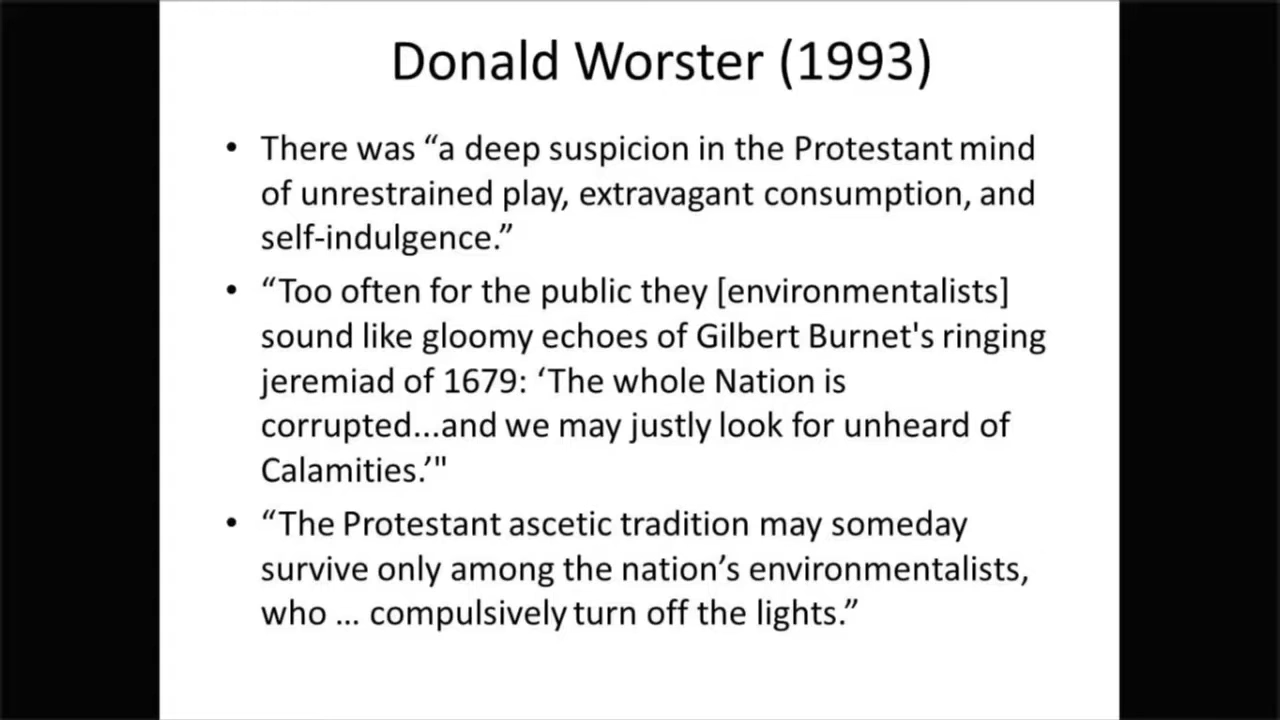 Donald Worster (1993)
• There was “a deep suspicion in the Protestant mind
of unrestrained play, extravagant consumption, and
self-indulgence.”
• “Too often for the public they [environmentalists]
sound like gloomy echoes of Gilbert Burnet's ringing
jeremiad of 1679: ‘The whole Nation is
corrupted...and we may justly look for unheard of
Calamities.’"
• “The Protestant ascetic tradition may someday
survive only among the nation’s environmentalists,
who ... compulsively turn off the lights.”